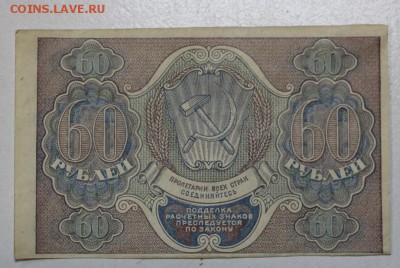 COINS.LAVE.RU
60 60
60 60
РУБЛЕЙ РУБЛЕЙ
ПРОЛЕТАРИИ ВСЕХ СТРАН
СОЕДИНЯЙТЕСЬ
ПОДДЕЛКА
РАСЧЕТНЫХ ЗНАКОВ
ПРЕСЛЕДУЕТСЯ
ПО ЗАКОНУ
60 60